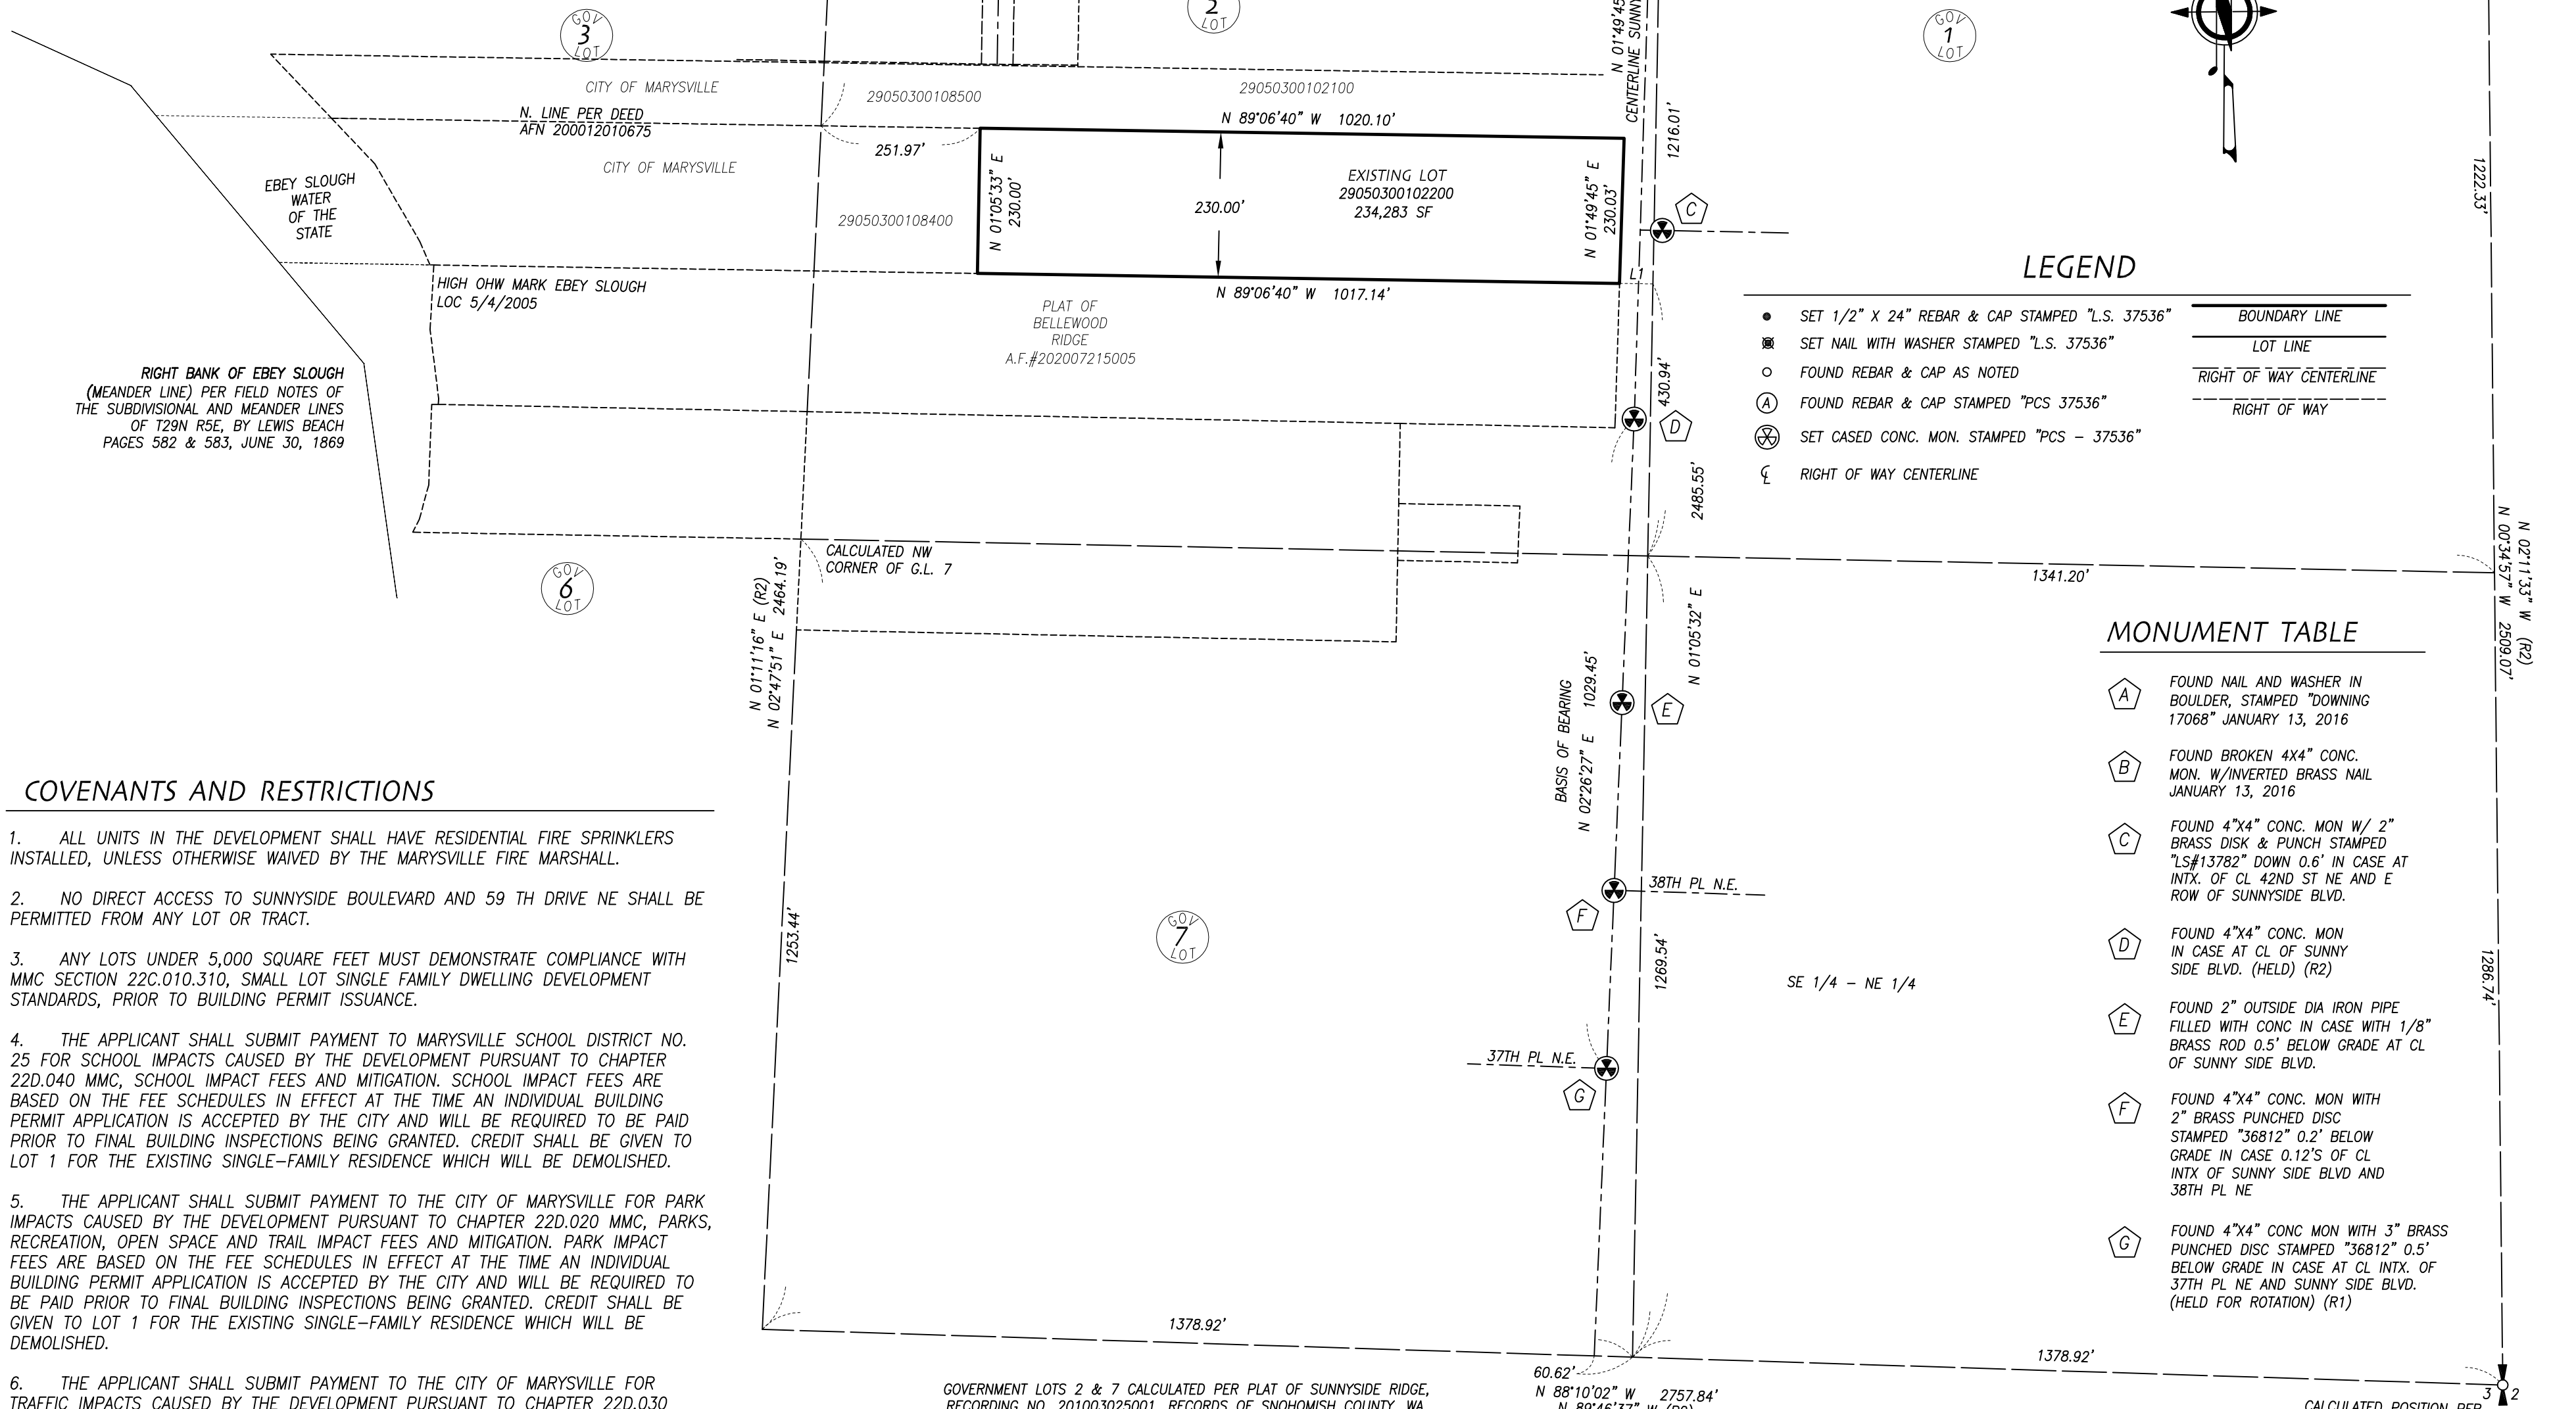 GOV
3
LOT
2
LOT
GOV
1
LOT
N 01°49'45"
CENTERLINE SUNNY
CITY OF MARYSVILLE
29050300108500
29050300102100
N. LINE PER DEED
AFN 200012010675
N 89°06'40" W 1020.10'
1216.01'
251.97'
CITY OF MARYSVILLE
EBEY SLOUGH
WATER
OF THE
STATE
N 01°05'33" E
230.00'
230.00'
EXISTING LOT
29050300102200
234,283 SF
N 01°49'45" E
230.03'
C
1222.33'
29050300108400
HIGH OHW MARK EBEY SLOUGH
LOC 5/4/2005
N 89°06'40" W 1017.14'
L1
PLAT OF
BELLEWOOD
RIDGE
A.F.#202007215005
RIGHT BANK OF EBEY SLOUGH
(MEANDER LINE) PER FIELD NOTES OF
THE SUBDIVISIONAL AND MEANDER LINES
OF T29N R5E, BY LEWIS BEACH
PAGES 582 & 583, JUNE 30, 1869
430.94'
D
LEGEND
SET 1/2" X 24" REBAR & CAP STAMPED "L.S. 37536"
SET NAIL WITH WASHER STAMPED "L.S. 37536"
FOUND REBAR & CAP AS NOTED
A FOUND REBAR & CAP STAMPED "PCS 37536"
SET CASED CONC. MON. STAMPED "PCS – 37536"
℄ RIGHT OF WAY CENTERLINE
BOUNDARY LINE
LOT LINE
RIGHT OF WAY CENTERLINE
RIGHT OF WAY
2485.55'
CALCULATED NW
CORNER OF G.L. 7
GOV
6
LOT
N 01°11'16" E (R2)
N 02°47'51" E 2464.19'
1341.20'
N 02°11'33" W (R2)
N 00°34'57" W 2509.07'
N 01°05'32" E
BASIS OF BEARING
N 02°26'27" E 1029.45'
E
38TH PL N.E.
F
1253.44'
GOV
7
LOT
1269.54'
SE 1/4 – NE 1/4
1286.74'
37TH PL N.E.
G
MONUMENT TABLE
A
FOUND NAIL AND WASHER IN
BOULDER, STAMPED "DOWNING
17068" JANUARY 13, 2016
B
FOUND BROKEN 4X4" CONC.
MON. W/INVERTED BRASS NAIL
JANUARY 13, 2016
C
FOUND 4"X4" CONC. MON W/ 2"
BRASS DISK & PUNCH STAMPED
"LS#13782" DOWN 0.6' IN CASE AT
INTX. OF CL 42ND ST NE AND E
ROW OF SUNNYSIDE BLVD.
D
FOUND 4"X4" CONC. MON
IN CASE AT CL OF SUNNY
SIDE BLVD. (HELD) (R2)
E
FOUND 2" OUTSIDE DIA IRON PIPE
FILLED WITH CONC IN CASE WITH 1/8"
BRASS ROD 0.5' BELOW GRADE AT CL
OF SUNNY SIDE BLVD.
F
FOUND 4"X4" CONC. MON WITH
2" BRASS PUNCHED DISC
STAMPED "36812" 0.2' BELOW
GRADE IN CASE 0.12'S OF CL
INTX OF SUNNY SIDE BLVD AND
38TH PL NE
G
FOUND 4"X4" CONC MON WITH 3" BRASS
PUNCHED DISC STAMPED "36812" 0.5'
BELOW GRADE IN CASE AT CL INTX. OF
37TH PL NE AND SUNNY SIDE BLVD.
(HELD FOR ROTATION) (R1)
COVENANTS AND RESTRICTIONS
1. ALL UNITS IN THE DEVELOPMENT SHALL HAVE RESIDENTIAL FIRE SPRINKLERS
INSTALLED, UNLESS OTHERWISE WAIVED BY THE MARYSVILLE FIRE MARSHALL.
2. NO DIRECT ACCESS TO SUNNYSIDE BOULEVARD AND 59 TH DRIVE NE SHALL BE
PERMITTED FROM ANY LOT OR TRACT.
3. ANY LOTS UNDER 5,000 SQUARE FEET MUST DEMONSTRATE COMPLIANCE WITH
MMC SECTION 22C.010.310, SMALL LOT SINGLE FAMILY DWELLING DEVELOPMENT
STANDARDS, PRIOR TO BUILDING PERMIT ISSUANCE.
4. THE APPLICANT SHALL SUBMIT PAYMENT TO MARYSVILLE SCHOOL DISTRICT NO.
25 FOR SCHOOL IMPACTS CAUSED BY THE DEVELOPMENT PURSUANT TO CHAPTER
22D.040 MMC, SCHOOL IMPACT FEES AND MITIGATION. SCHOOL IMPACT FEES ARE
BASED ON THE FEE SCHEDULES IN EFFECT AT THE TIME AN INDIVIDUAL BUILDING
PERMIT APPLICATION IS ACCEPTED BY THE CITY AND WILL BE REQUIRED TO BE PAID
PRIOR TO FINAL BUILDING INSPECTIONS BEING GRANTED. CREDIT SHALL BE GIVEN TO
LOT 1 FOR THE EXISTING SINGLE–FAMILY RESIDENCE WHICH WILL BE DEMOLISHED.
5. THE APPLICANT SHALL SUBMIT PAYMENT TO THE CITY OF MARYSVILLE FOR PARK
IMPACTS CAUSED BY THE DEVELOPMENT PURSUANT TO CHAPTER 22D.020 MMC, PARKS,
RECREATION, OPEN SPACE AND TRAIL IMPACT FEES AND MITIGATION. PARK IMPACT
FEES ARE BASED ON THE FEE SCHEDULES IN EFFECT AT THE TIME AN INDIVIDUAL
BUILDING PERMIT APPLICATION IS ACCEPTED BY THE CITY AND WILL BE REQUIRED TO
BE PAID PRIOR TO FINAL BUILDING INSPECTIONS BEING GRANTED. CREDIT SHALL BE
GIVEN TO LOT 1 FOR THE EXISTING SINGLE–FAMILY RESIDENCE WHICH WILL BE
DEMOLISHED.
6. THE APPLICANT SHALL SUBMIT PAYMENT TO THE CITY OF MARYSVILLE FOR
TRAFFIC IMPACTS CAUSED BY THE DEVELOPMENT PURSUANT TO CHAPTER 22D.030
1378.92'
1378.92'
60.62'
N 88°10'02" W 2757.84'
N 89°46'37" W (R2)
GOVERNMENT LOTS 2 & 7 CALCULATED PER PLAT OF SUNNYSIDE RIDGE,
RECORDING NO. 201003025001, RECORDS OF SNOHOMISH COUNTY, WA
3 2
CALCULATED POSITION PER